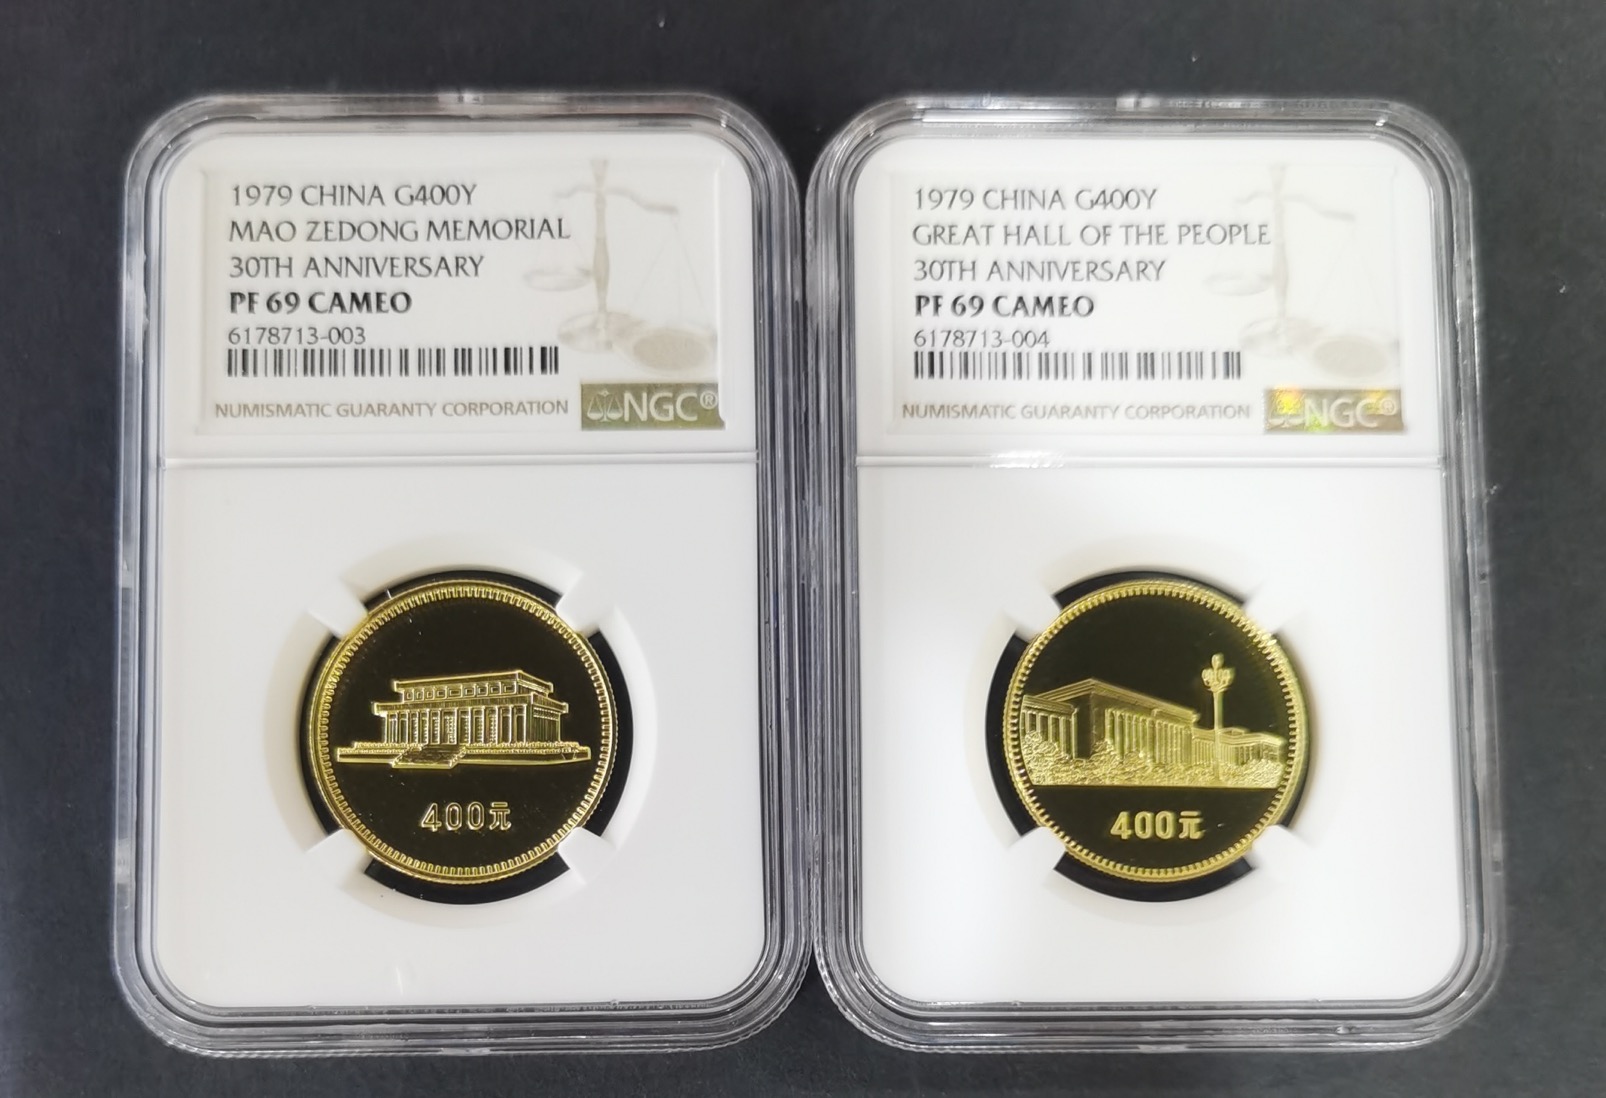 1979 CHINA G400Y
MAO ZEDONG MEMORIAL
30TH ANNIVERSARY
PF 69 CAMEO
6178713-003
NUMISMATIC GUARANTY CORPORATION
NGC®
400元
1979 CHINA G400Y
GREAT HALL OF THE PEOPLE
30TH ANNIVERSARY
PF 69 CAMEO
6178713-004
NUMISMATIC GUARANTY CORPORATION
NGC®
400元